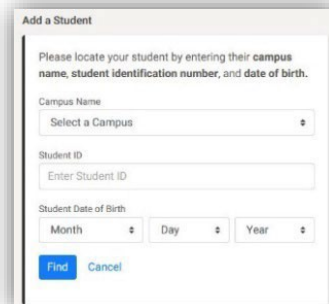 Add a Student
Please locate your student by entering their campus
name, student identification number, and date of birth.
Campus Name
Select a Campus
Student ID
Enter Student ID
Student Date of Birth
Month Day Year
Find Cancel